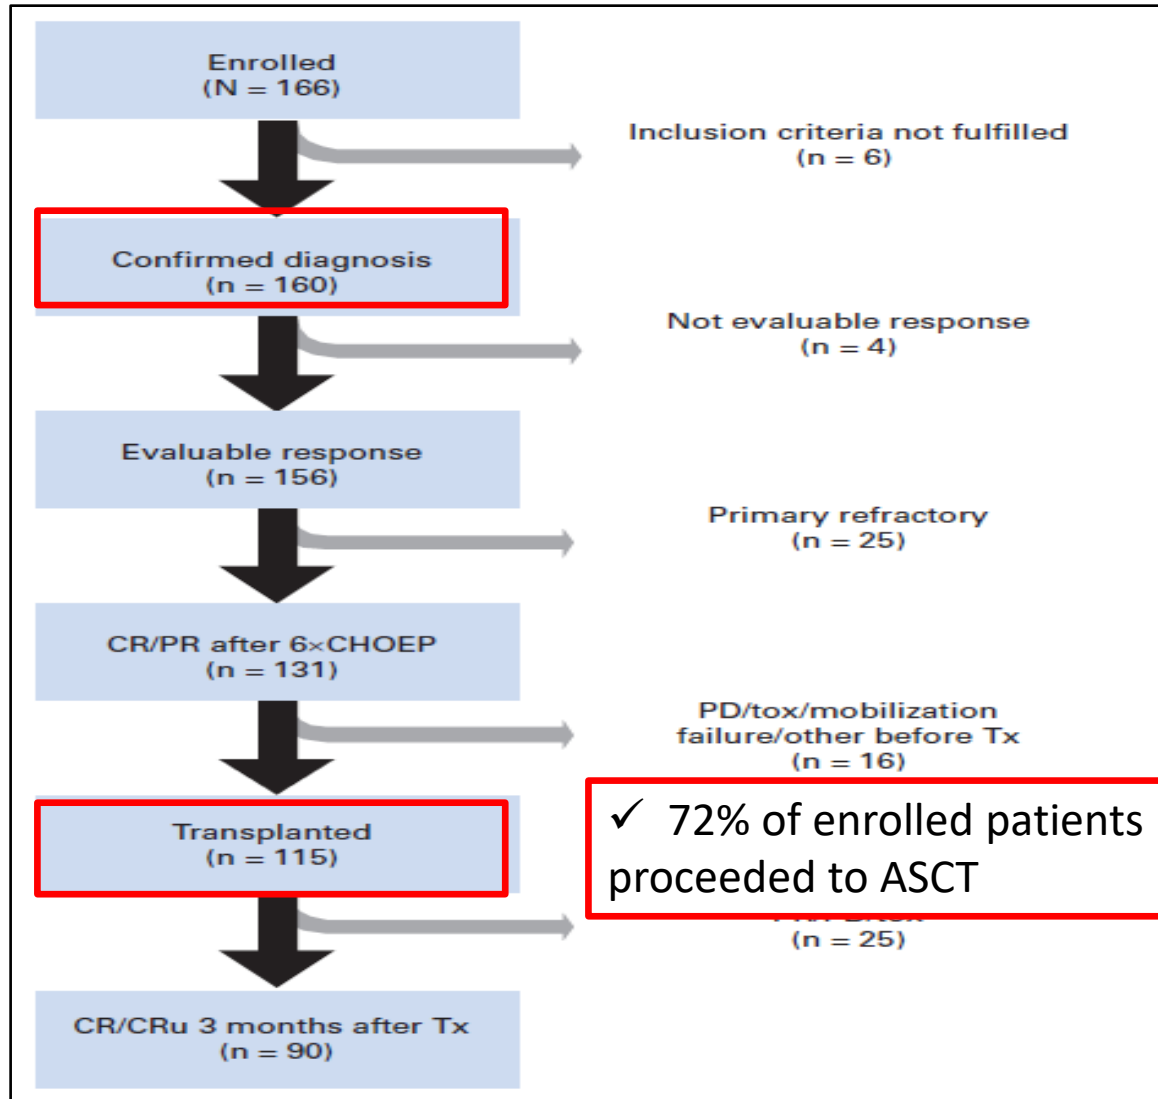 Enrolled
(N = 166)
Inclusion criteria not fulfilled
(n = 6)
Confirmed diagnosis
(n = 160)
Not evaluable response
(n = 4)
Evaluable response
(n = 156)
Primary refractory
(n = 25)
CR/PR after 6×CHOEP
(n = 131)
PD/tox/mobilization
failure/other before Tx
(n = 16)
Transplanted
(n = 115)
✓ 72% of enrolled patients
proceeded to ASCT
(n = 25)
CR/CRu 3 months after Tx
(n = 90)